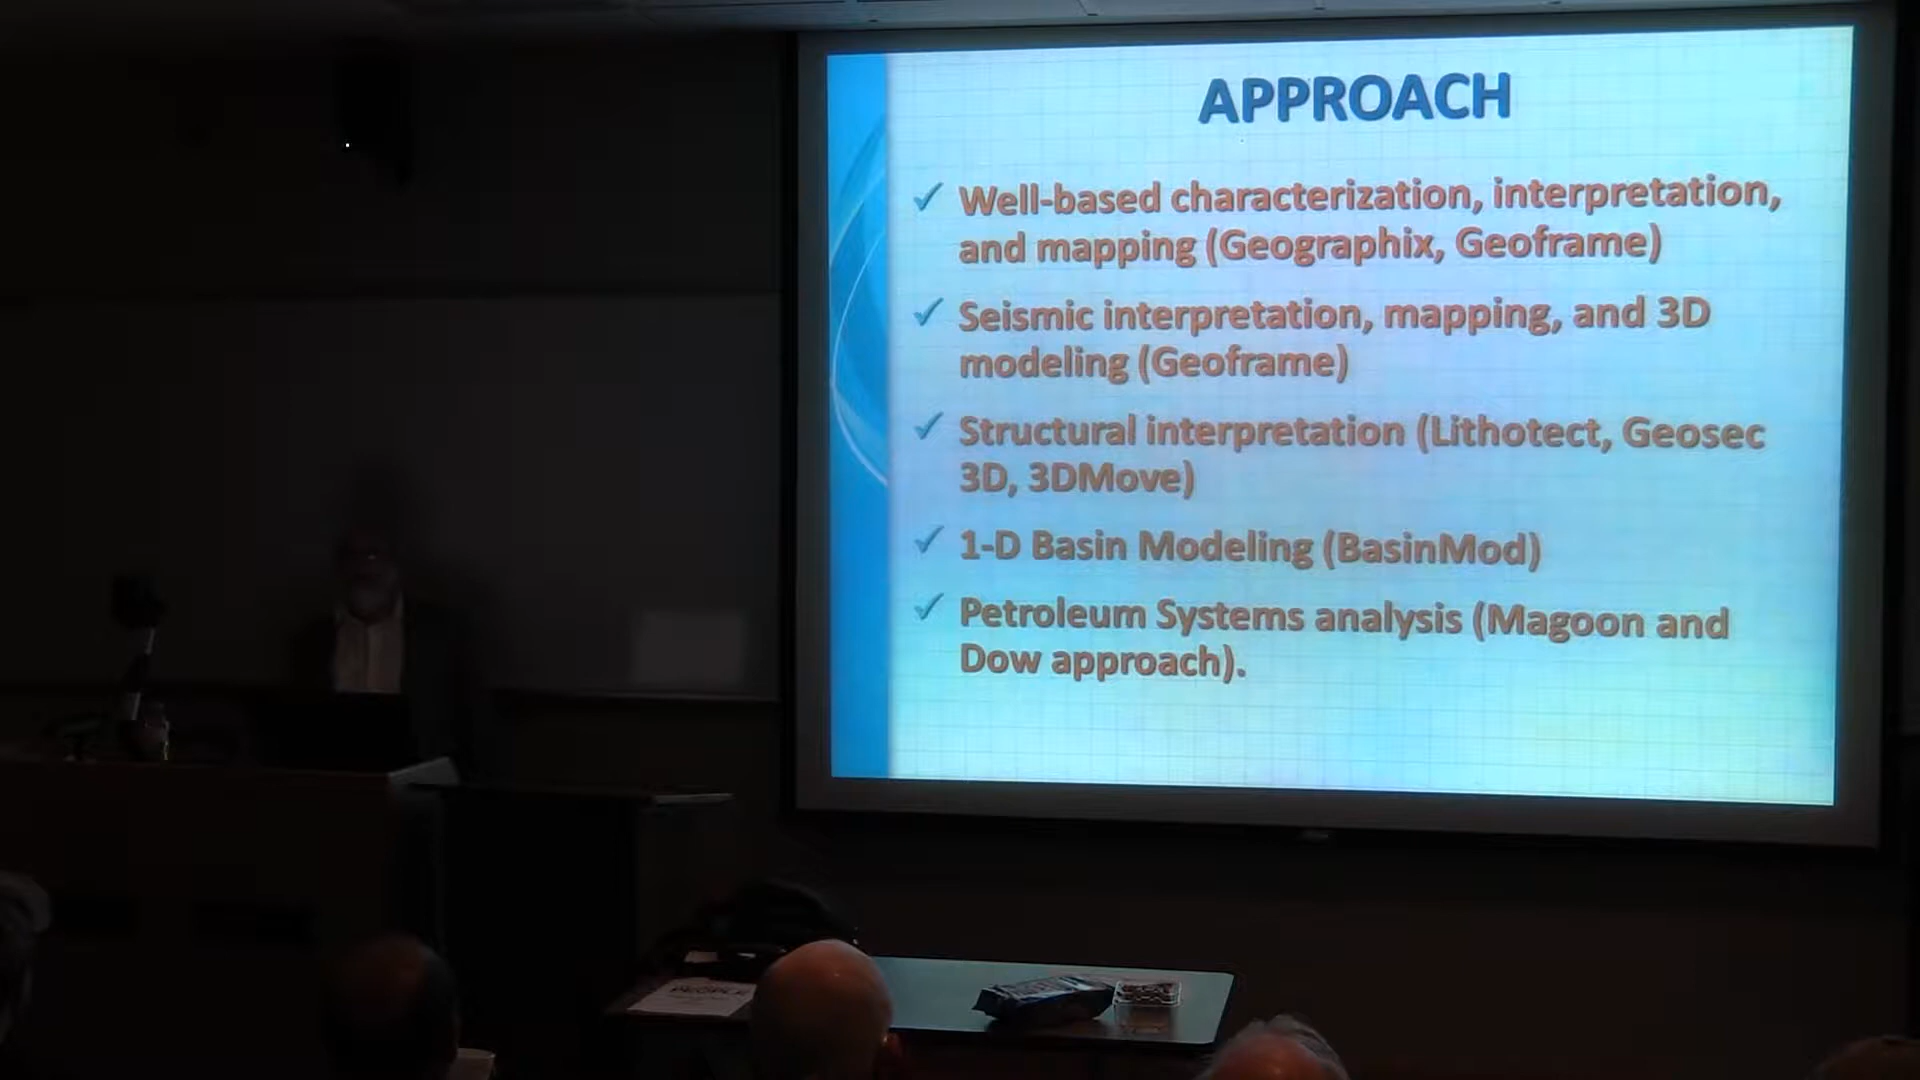 APPROACH
✓ Well-based characterization, interpretation,
and mapping (Geographix, Geoframe)
✓ Seismic interpretation, mapping, and 3D
modeling (Geoframe)
✓ Structural interpretation (Lithotect, Geosec
3D, 3DMove)
✓ 1-D Basin Modeling (BasinMod)
✓ Petroleum Systems analysis (Magoon and
Dow approach).